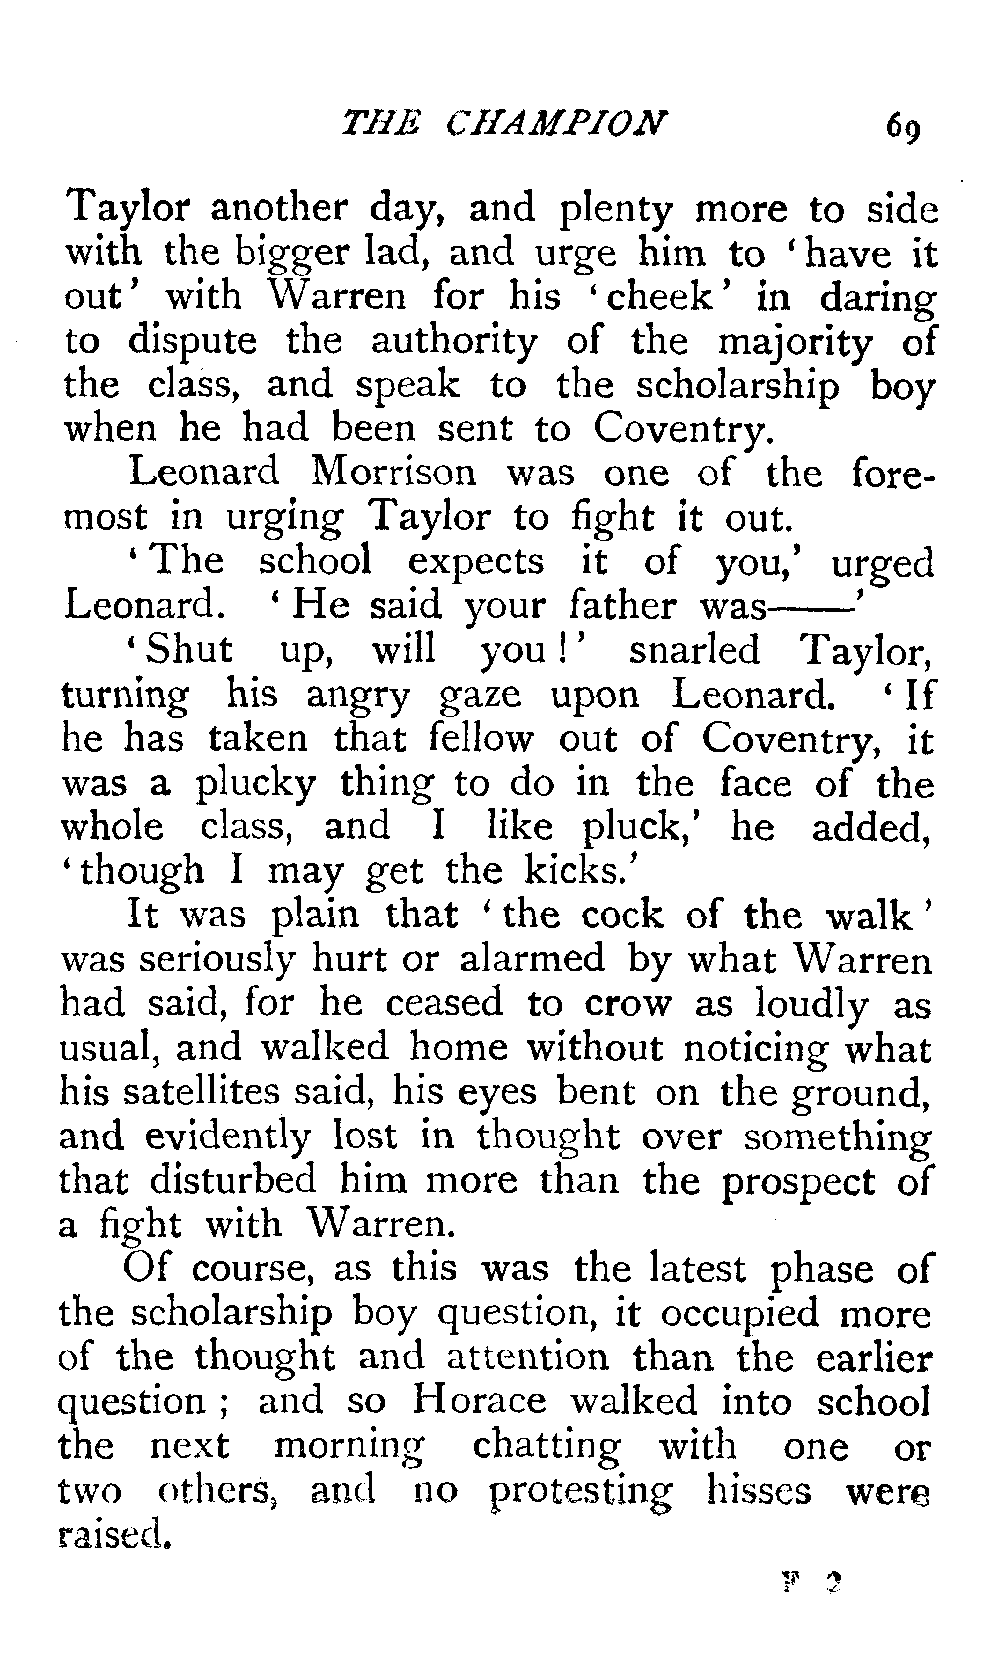 THE CHAMPION 69
Taylor another day, and plenty more to side
with the bigger lad, and urge him to ‘have it
out’ with Warren for his ‘cheek’ in daring
to dispute the authority of the majority of
the class, and speak to the scholarship boy
when he had been sent to Coventry.
Leonard Morrison was one of the fore-
most in urging Taylor to fight it out.
‘The school expects it of you,’ urged
Leonard. ‘He said your father was——’
‘Shut up, will you!’ snarled Taylor,
turning his angry gaze upon Leonard. ‘If
he has taken that fellow out of Coventry, it
was a plucky thing to do in the face of the
whole class, and I like pluck,’ he added,
‘though I may get the kicks.’
It was plain that ‘the cock of the walk’
was seriously hurt or alarmed by what Warren
had said, for he ceased to crow as loudly as
usual, and walked home without noticing what
his satellites said, his eyes bent on the ground,
and evidently lost in thought over something
that disturbed him more than the prospect of
a fight with Warren.
Of course, as this was the latest phase of
the scholarship boy question, it occupied more
of the thought and attention than the earlier
question; and so Horace walked into school
the next morning chatting with one or
two others, and no protesting hisses were
raised.
F 2